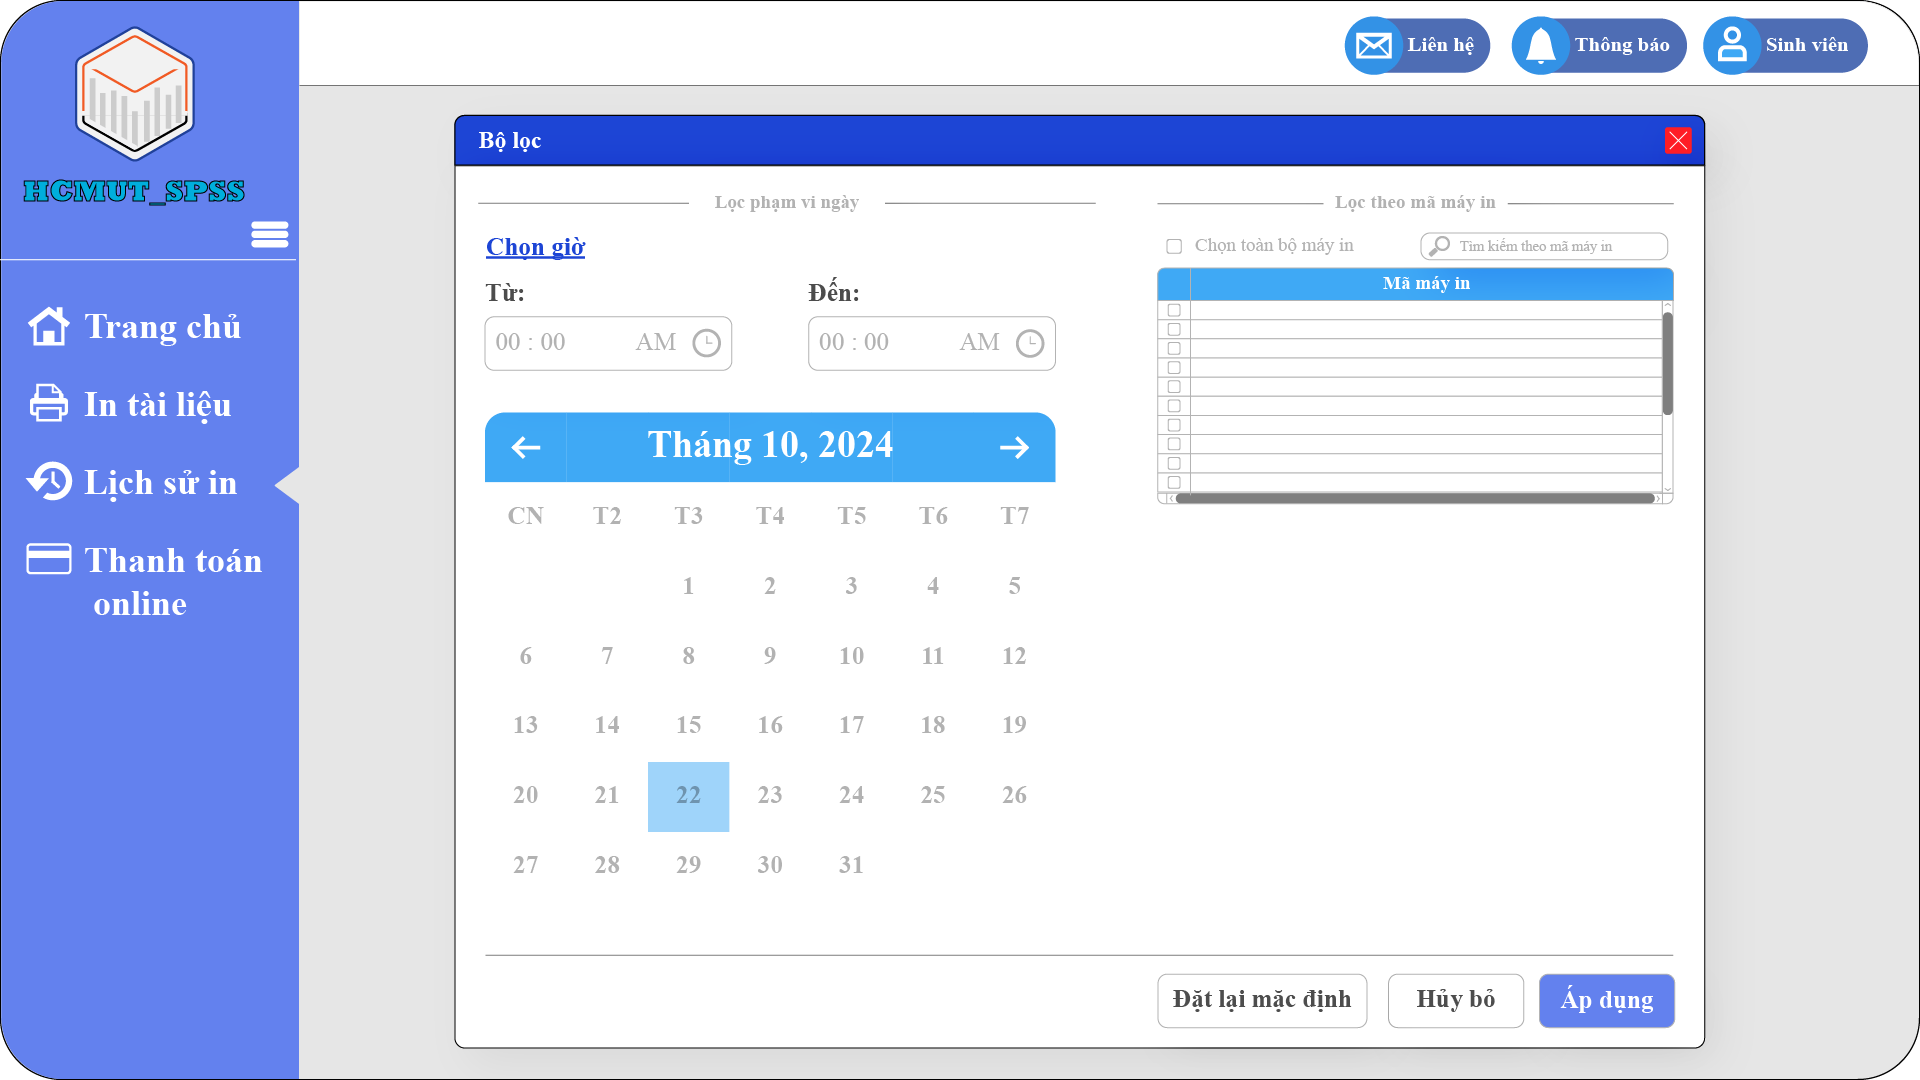 HCMUT_SPSS
Trang chủ
In tài liệu
Lịch sử in
Thanh toán
online
Liên hệ
Thông báo
Sinh viên
Bộ lọc
Lọc phạm vi ngày
Chọn giờ
Từ:
Đến:
00 : 00 AM
00 : 00 AM
Tháng 10, 2024
CN T2 T3 T4 T5 T6 T7
1 2 3 4 5
6 7 8 9 10 11 12
13 14 15 16 17 18 19
20 21 22 23 24 25 26
27 28 29 30 31
Lọc theo mã máy in
Chọn toàn bộ máy in
Tìm kiếm theo mã máy in
Mã máy in
Đặt lại mặc định
Hủy bỏ
Áp dụng